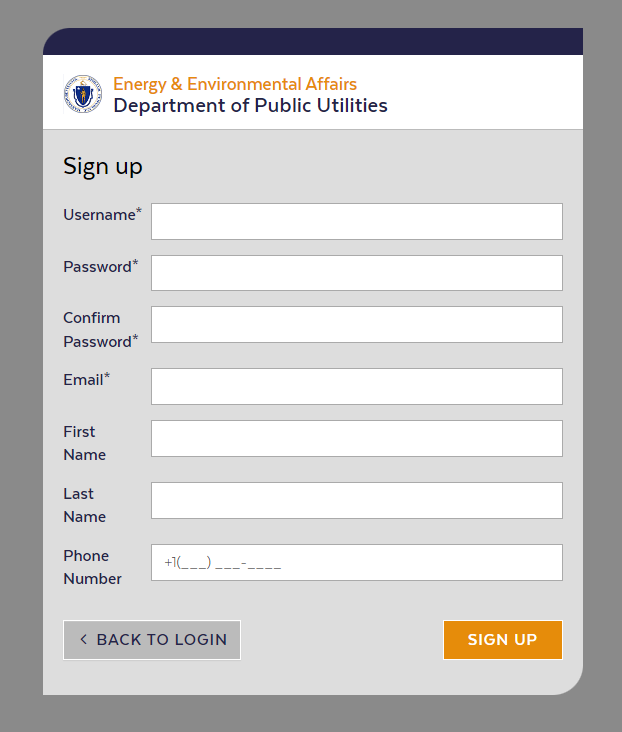 Energy & Environmental Affairs
Department of Public Utilities
Sign up
Username*
Password*
Confirm
Password*
Email*
First
Name
Last
Name
Phone
Number
+1(___) ___-____
< BACK TO LOGIN
SIGN UP